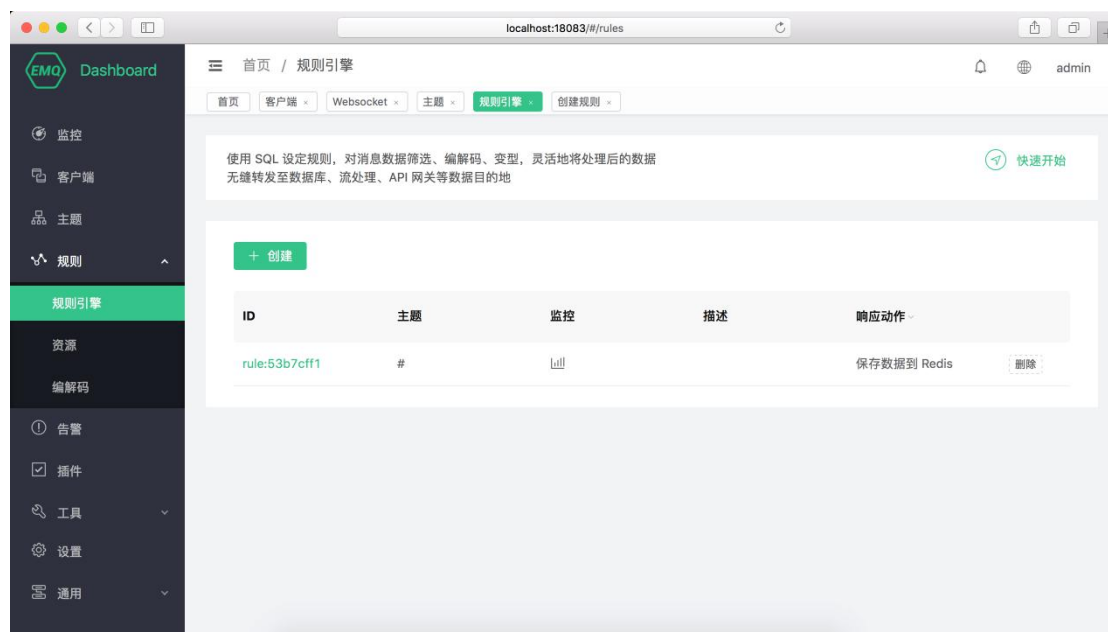 localhost:18083/#/rules
EMQ Dashboard
首页 / 规则引擎
admin
首页 客户端 × Websocket × 主题 × 规则引擎 × 创建规则 ×
监控
客户端
主题
规则
规则引擎
资源
编解码
告警
插件
工具
设置
通用
使用 SQL 设定规则，对消息数据筛选、编解码、变型，灵活地将处理后的数据
无缝转发至数据库、流处理、API 网关等数据目的地
快速开始
+ 创建
ID 主题 监控 描述 响应动作
rule:53b7cff1 # 保存数据到 Redis 删除